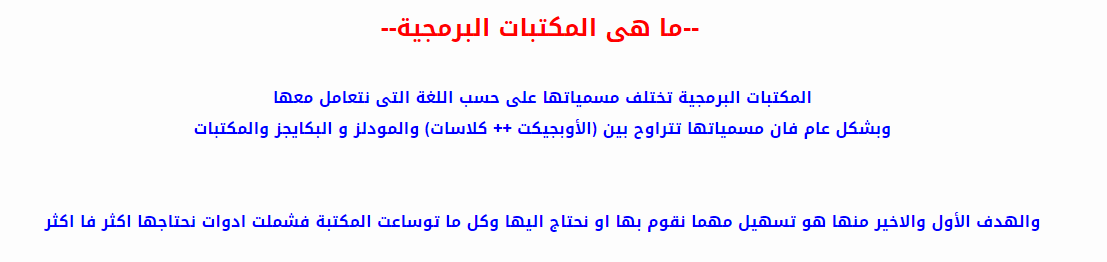 --ما هى المكتبات البرمجية--
المكتبات البرمجية تختلف مسمياتها على حسب اللغة التى نتعامل معها
وبشكل عام فان مسمياتها تتراوح بين (الأوبجيكت ++ كلاسات) والمودلز و البكايجز والمكتبات
والهدف الأول والاخير منها هو تسهيل مهما نقوم بها او نحتاج اليها وكل ما توساعت المكتبة فشملت ادوات نحتاجها اكثر فا اكثر